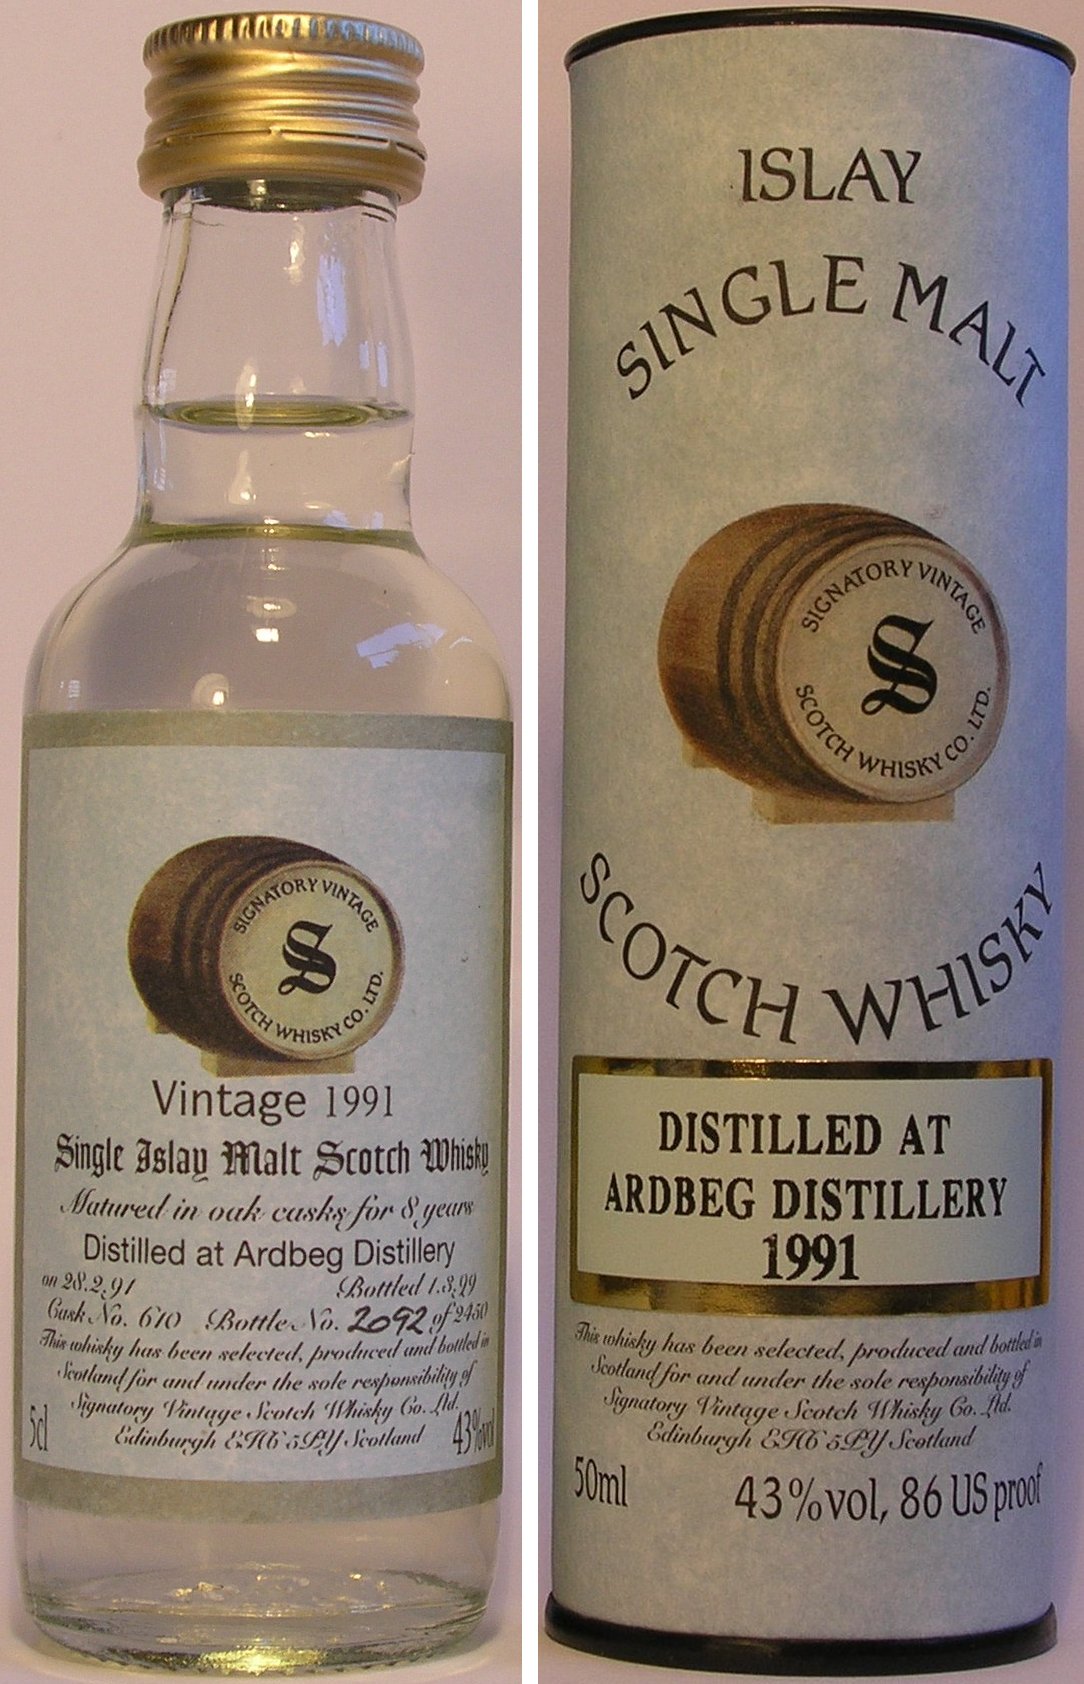 SIGNATORY VINTAGE
S
SCOTCH WHISKY CO. LTD.
Vintage 1991
Single Islay Malt Scotch Whisky
Matured in oak casks for 8 years
Distilled at Ardbeg Distillery
on 28.2.91 Bottled 1.3.99
Cask No. 610 Bottle No. 2092 of 2450
This whisky has been selected, produced and bottled in
Scotland for and under the sole responsibility of
Signatory Vintage Scotch Whisky Co. Ltd.
Edinburgh EH6 5PY Scotland
5cl 43%vol
ISLAY
SINGLE MALT
SIGNATORY VINTAGE
S
SCOTCH WHISKY CO. LTD.
SCOTCH WHISKY
DISTILLED AT
ARDBEG DISTILLERY
1991
This whisky has been selected, produced and bottled in
Scotland for and under the sole responsibility of
Signatory Vintage Scotch Whisky Co. Ltd.
Edinburgh EH6 5PY Scotland
50ml 43%vol, 86 US proof